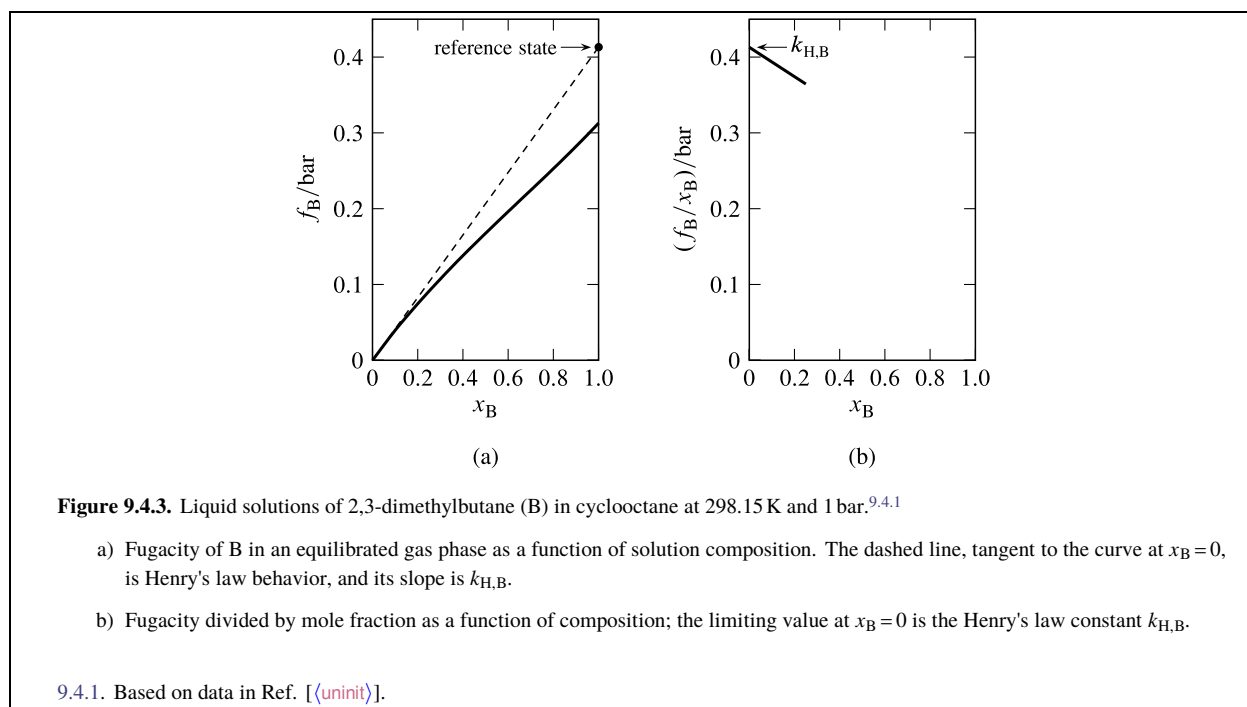 reference state
0.4
0.3
0.2
0.1
0
0 0.2 0.4 0.6 0.8 1.0
f_B/bar
x_B
(a)
k_H,B
0.4
0.3
0.2
0.1
0
0 0.2 0.4 0.6 0.8 1.0
(f_B/x_B)/bar
x_B
(b)
Figure 9.4.3. Liquid solutions of 2,3-dimethylbutane (B) in cyclooctane at 298.15 K and 1 bar.9.4.1
a) Fugacity of B in an equilibrated gas phase as a function of solution composition. The dashed line, tangent to the curve at x_B = 0,
is Henry's law behavior, and its slope is k_H,B.
b) Fugacity divided by mole fraction as a function of composition; the limiting value at x_B = 0 is the Henry's law constant k_H,B.
9.4.1. Based on data in Ref. [⟨uninit⟩].